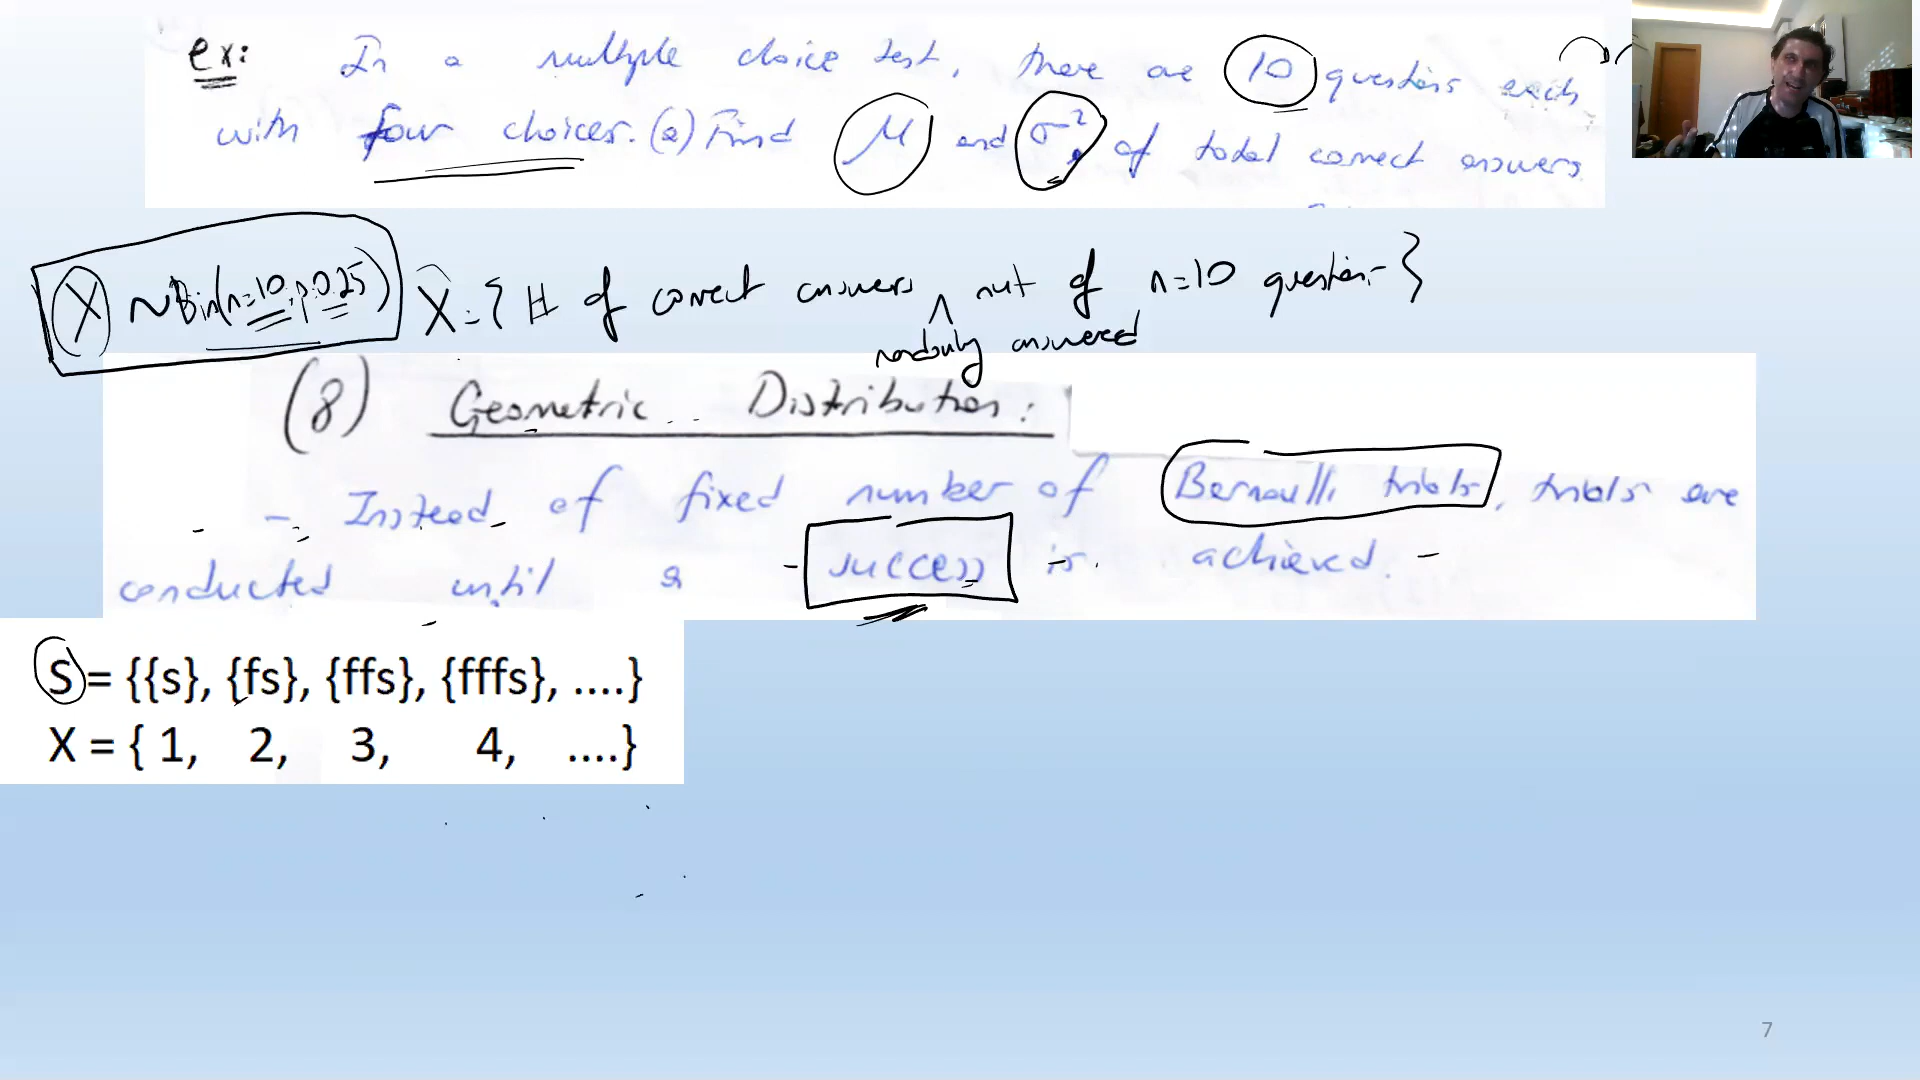 ex: In a multiple choice test, there are 10 questions each
with four choices. (a) Find μ and σ² of total correct answers
X ~ Bin(n=10, p=0.25) X = { # of correct answers ∧ out of n=10 questions }
randomly answered
(8) Geometric Distribution:
- Instead of fixed number of Bernoulli trials, trials are
conducted until a success is achieved.
S = {{s}, {fs}, {ffs}, {fffs}, ....}
X = { 1, 2, 3, 4, ....}
7